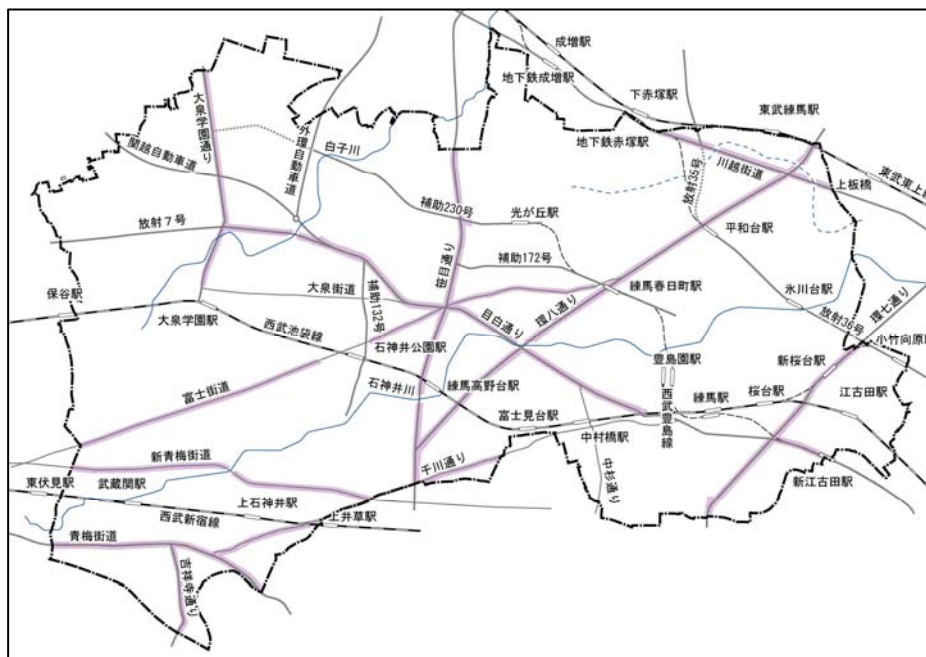 成増駅
地下鉄成増駅
下赤塚駅
東武練馬駅
大泉学園通り
外環自動車道
関越自動車道
白子川
地下鉄赤塚駅
川越街道
放射35号
上板橋
東武東上線
放射7号
補助230号
光が丘駅
平和台駅
笹目通り
補助172号
保谷駅
大泉街道
補助132号
環八通り
練馬春日町駅
氷川台駅
環七通り
大泉学園駅
西武池袋線
目白通り
放射36号
石神井公園駅
豊島園駅
新桜台駅
小竹向原駅
富士街道
石神井川
練馬高野台駅
西武豊島線
練馬駅
桜台駅
江古田駅
富士見台駅
中村橋駅
新青梅街道
千川通り
中杉通り
新江古田駅
東伏見駅
武蔵関駅
上石神井駅
西武新宿線
上井草駅
青梅街道
吉祥寺通り